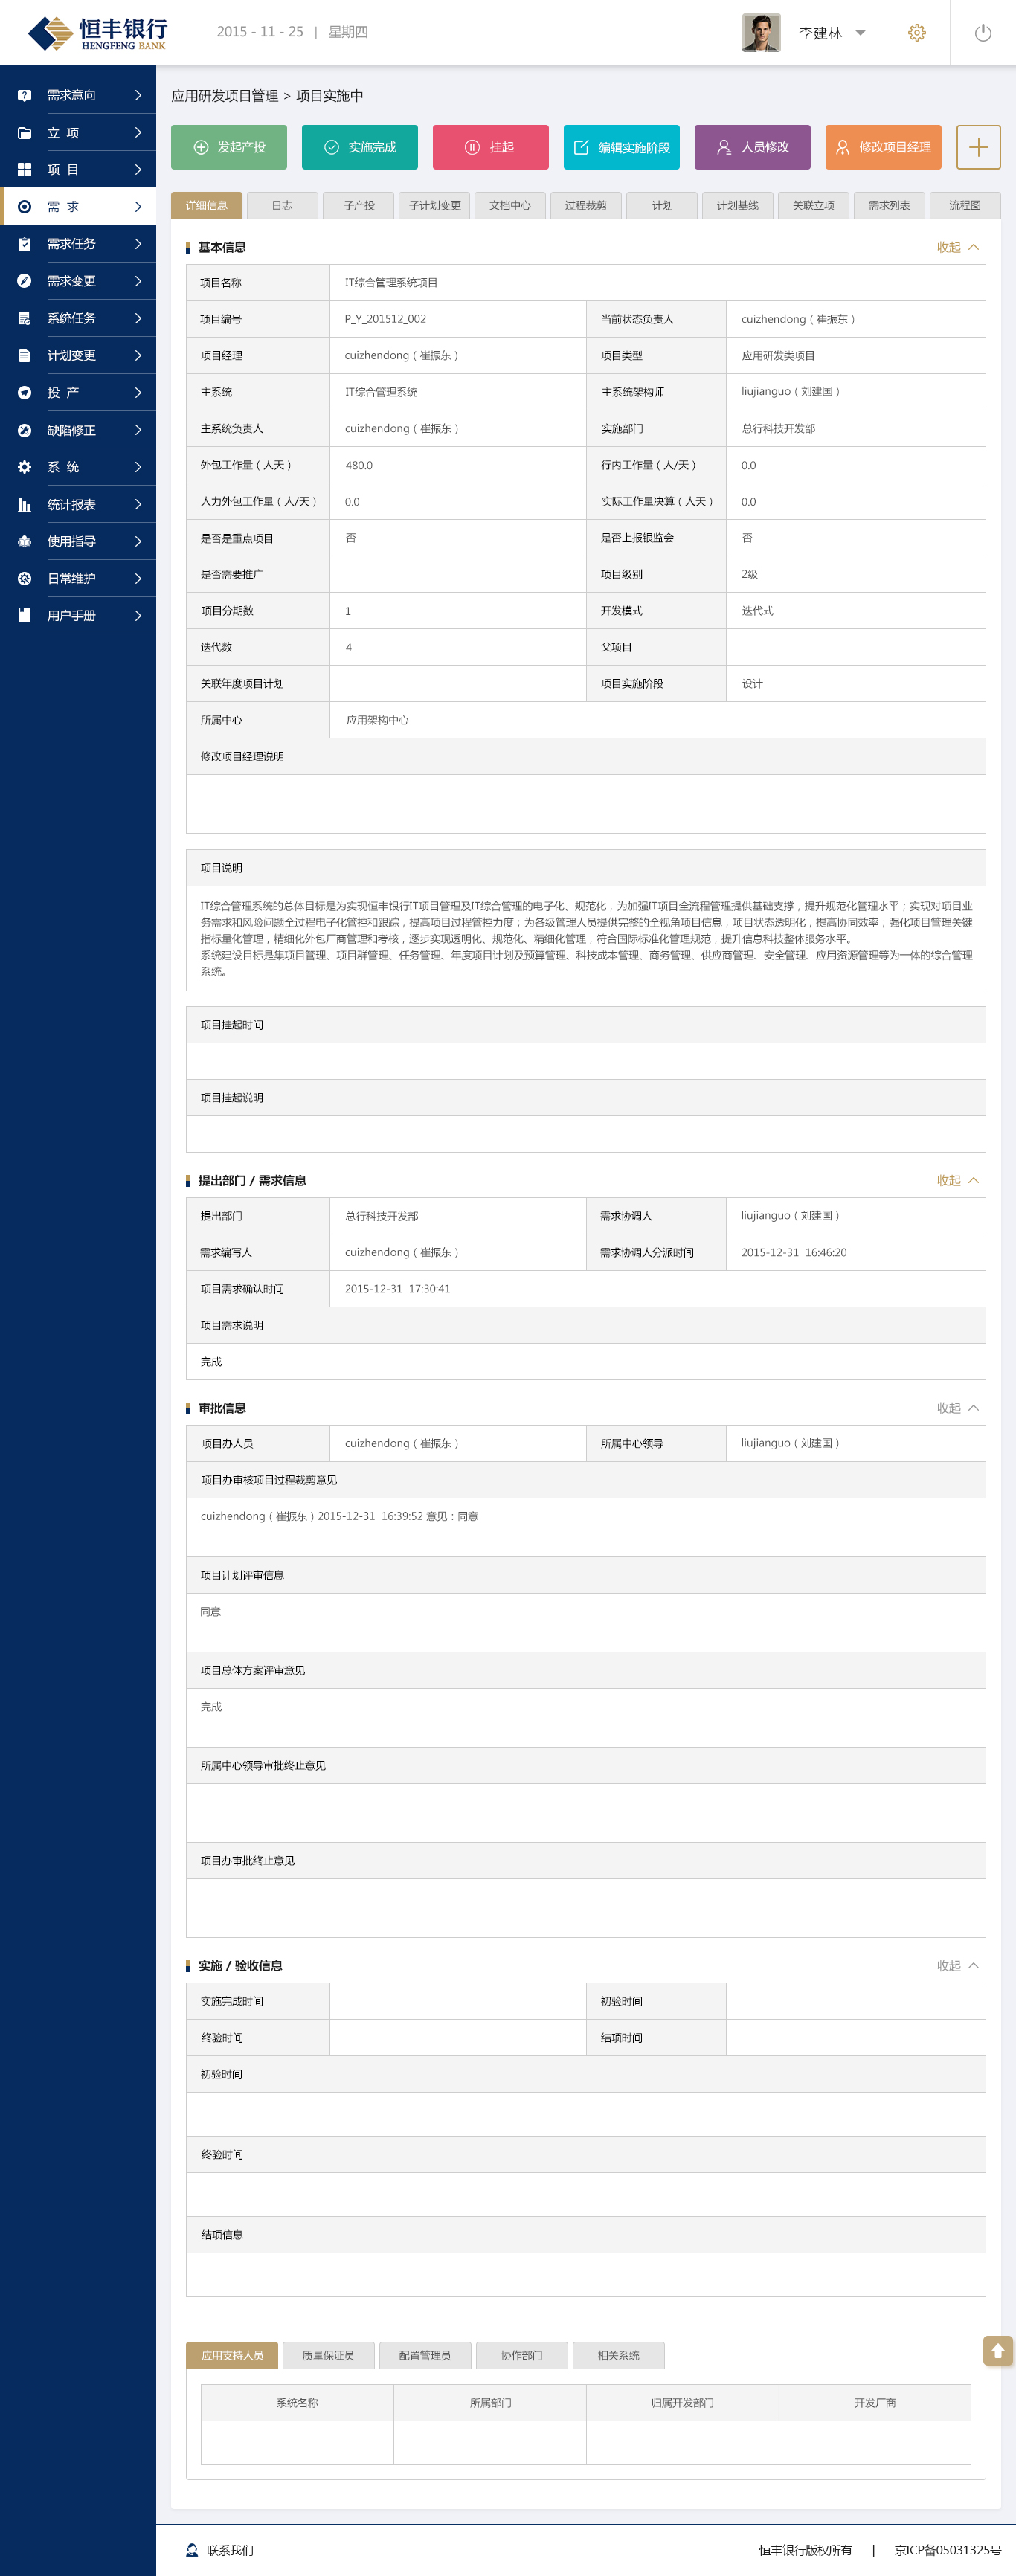 恒丰银行
HENGFENG BANK
2015 - 11 - 25 | 星期四
李建林
需求意向
立 项
项 目
需 求
需求任务
需求变更
系统任务
计划变更
投 产
缺陷修正
系 统
统计报表
使用指导
日常维护
用户手册
应用研发项目管理 > 项目实施中
发起产投 实施完成 挂起 编辑实施阶段 人员修改 修改项目经理
详细信息 日志 子产投 子计划变更 文档中心 过程裁剪 计划 计划基线 关联立项 需求列表 流程图
基本信息 收起
项目名称 IT综合管理系统项目
项目编号 P_Y_201512_002 当前状态负责人 cuizhendong（崔振东）
项目经理 cuizhendong（崔振东） 项目类型 应用研发类项目
主系统 IT综合管理系统 主系统架构师 liujianguo（刘建国）
主系统负责人 cuizhendong（崔振东） 实施部门 总行科技开发部
外包工作量（人天） 480.0 行内工作量（人/天） 0.0
人力外包工作量（人/天） 0.0 实际工作量决算（人天） 0.0
是否是重点项目 否 是否上报银监会 否
是否需要推广 项目级别 2级
项目分期数 1 开发模式 迭代式
迭代数 4 父项目
关联年度项目计划 项目实施阶段 设计
所属中心 应用架构中心
修改项目经理说明
项目说明
IT综合管理系统的总体目标是为实现恒丰银行IT项目管理及IT综合管理的电子化、规范化，为加强IT项目全流程管理提供基础支撑，提升规范化管理水平；实现对项目业
务需求和风险问题全过程电子化管控和跟踪，提高项目过程管控力度；为各级管理人员提供完整的全视角项目信息，项目状态透明化，提高协同效率；强化项目管理关键
指标量化管理，精细化外包厂商管理和考核，逐步实现透明化、规范化、精细化管理，符合国际标准化管理规范，提升信息科技整体服务水平。
系统建设目标是集项目管理、项目群管理、任务管理、年度项目计划及预算管理、科技成本管理、商务管理、供应商管理、安全管理、应用资源管理等为一体的综合管理
系统。
项目挂起时间
项目挂起说明
提出部门 / 需求信息 收起
提出部门 总行科技开发部 需求协调人 liujianguo（刘建国）
需求编写人 cuizhendong（崔振东） 需求协调人分派时间 2015-12-31 16:46:20
项目需求确认时间 2015-12-31 17:30:41
项目需求说明
完成
审批信息 收起
项目办人员 cuizhendong（崔振东） 所属中心领导 liujianguo（刘建国）
项目办审核项目过程裁剪意见
cuizhendong（崔振东）2015-12-31 16:39:52 意见：同意
项目计划评审信息
同意
项目总体方案评审意见
完成
所属中心领导审批终止意见
项目办审批终止意见
实施 / 验收信息 收起
实施完成时间 初验时间
终验时间 结项时间
初验时间
终验时间
结项信息
应用支持人员 质量保证员 配置管理员 协作部门 相关系统
系统名称 所属部门 归属开发部门 开发厂商
联系我们 恒丰银行版权所有 | 京ICP备05031325号